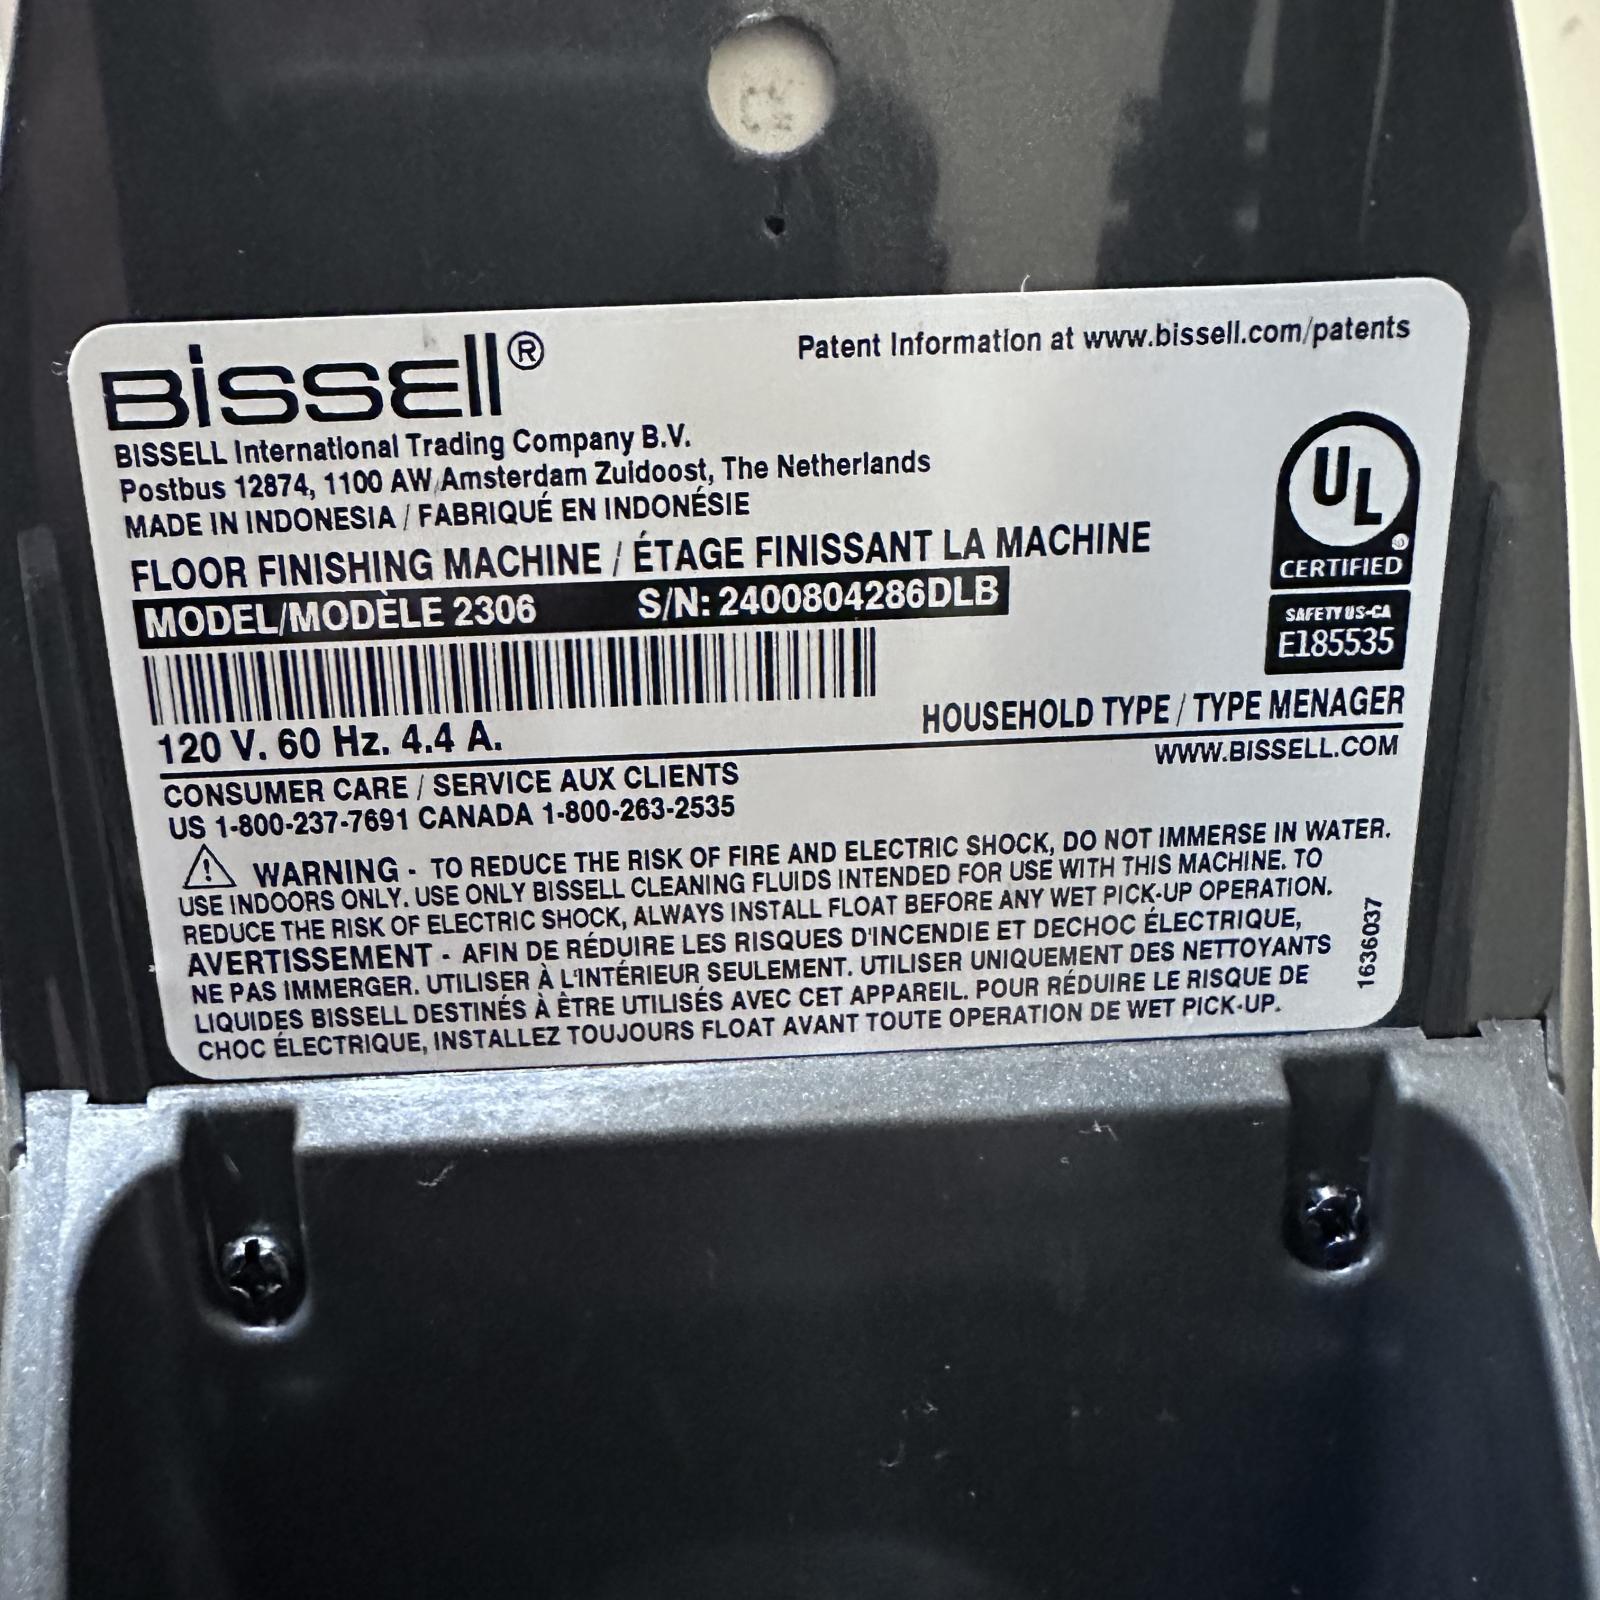 BISSELL®
Patent Information at www.bissell.com/patents
BISSELL International Trading Company B.V.
Postbus 12874, 1100 AW Amsterdam Zuidoost, The Netherlands
MADE IN INDONESIA / FABRIQUÉ EN INDONÉSIE
FLOOR FINISHING MACHINE / ÉTAGE FINISSANT LA MACHINE
MODEL/MODÈLE 2306 S/N: 2400804286DLB
UL
CERTIFIED
SAFETY US-CA
E185535
120 V. 60 Hz. 4.4 A.
HOUSEHOLD TYPE / TYPE MENAGER
WWW.BISSELL.COM
CONSUMER CARE / SERVICE AUX CLIENTS
US 1-800-237-7691 CANADA 1-800-263-2535
WARNING - TO REDUCE THE RISK OF FIRE AND ELECTRIC SHOCK, DO NOT IMMERSE IN WATER.
USE INDOORS ONLY. USE ONLY BISSELL CLEANING FLUIDS INTENDED FOR USE WITH THIS MACHINE. TO
REDUCE THE RISK OF ELECTRIC SHOCK, ALWAYS INSTALL FLOAT BEFORE ANY WET PICK-UP OPERATION.
AVERTISSEMENT - AFIN DE RÉDUIRE LES RISQUES D'INCENDIE ET DECHOC ÉLECTRIQUE,
NE PAS IMMERGER. UTILISER À L'INTÉRIEUR SEULEMENT. UTILISER UNIQUEMENT DES NETTOYANTS
LIQUIDES BISSELL DESTINÉS À ÊTRE UTILISÉS AVEC CET APPAREIL. POUR RÉDUIRE LE RISQUE DE
CHOC ÉLECTRIQUE, INSTALLEZ TOUJOURS FLOAT AVANT TOUTE OPERATION DE WET PICK-UP.
1636037